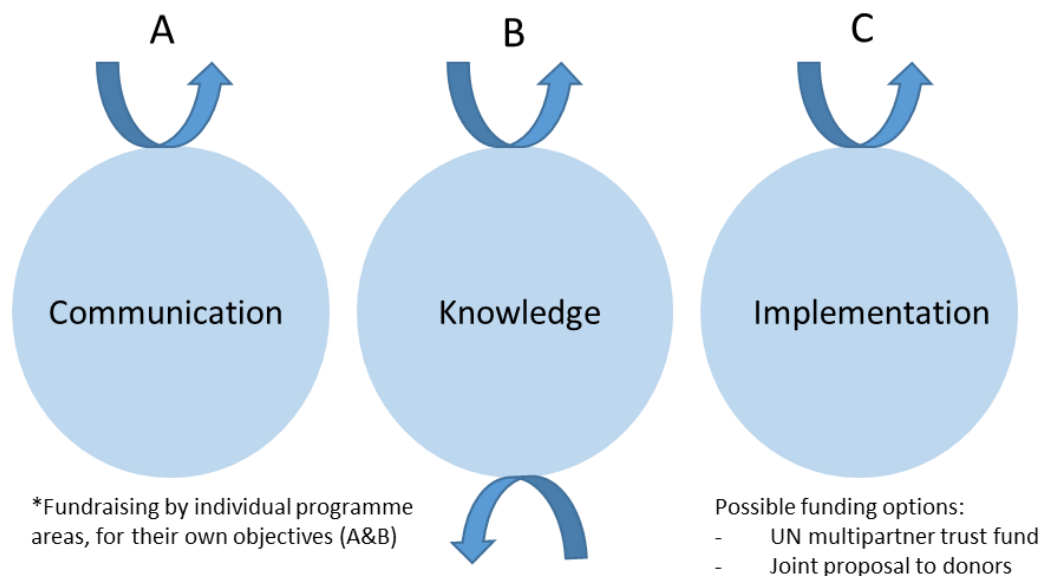 A
B
C
Communication
Knowledge
Implementation
*Fundraising by individual programme
areas, for their own objectives (A&B)
Possible funding options:
- UN multipartner trust fund
- Joint proposal to donors